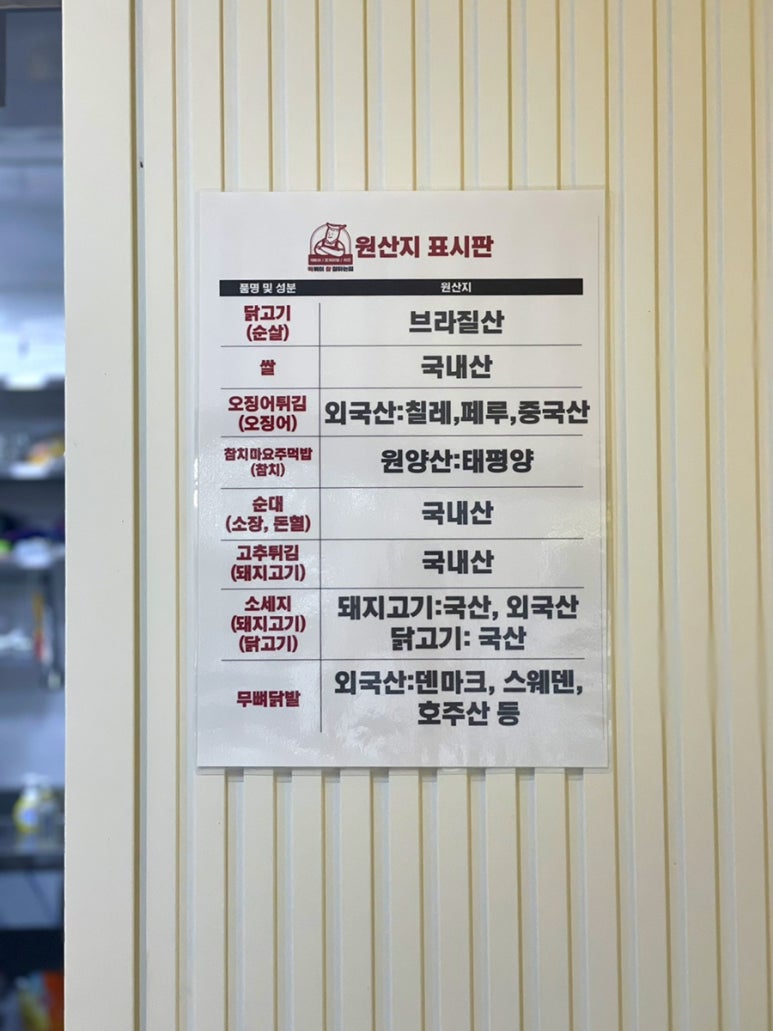 원산지 표시판
품명 및 성분 원산지
닭고기
(순살)
브라질산
쌀
국내산
오징어튀김
(오징어)
외국산:칠레,페루,중국산
참치마요주먹밥
(참치)
원양산:태평양
순대
(소장, 돈혈)
국내산
고추튀김
(돼지고기)
국내산
소세지
(돼지고기)
(닭고기)
돼지고기:국산, 외국산
닭고기: 국산
무뼈닭발
외국산:덴마크, 스웨덴,
호주산 등